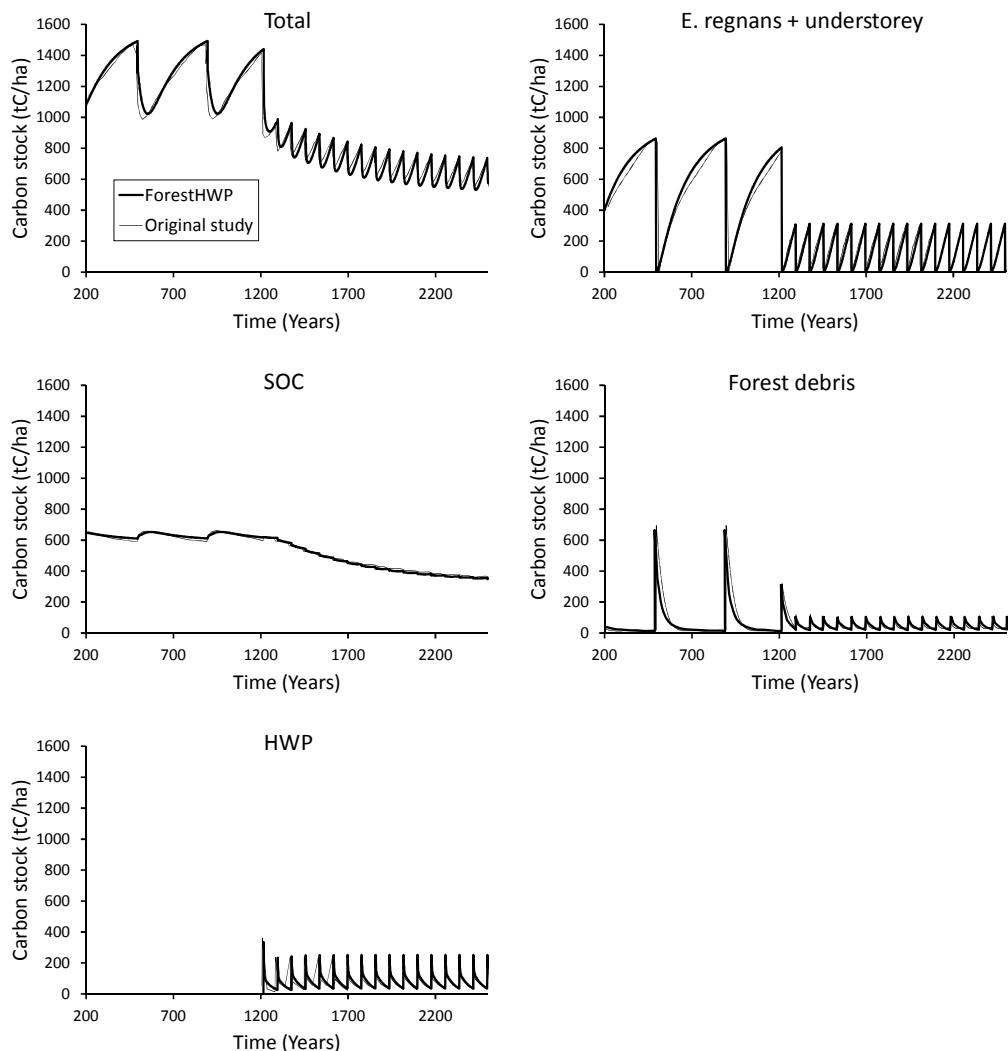 Total
Carbon stock (tC/ha)
1600
1400
1200
1000
800
600
400
200
0
ForestHWP
Original study
200 700 1200 1700 2200
Time (Years)
E. regnans + understorey
Carbon stock (tC/ha)
1600
1400
1200
1000
800
600
400
200
0
200 700 1200 1700 2200
Time (Years)
SOC
Carbon stock (tC/ha)
1600
1400
1200
1000
800
600
400
200
0
200 700 1200 1700 2200
Time (Years)
Forest debris
Carbon stock (tC/ha)
1600
1400
1200
1000
800
600
400
200
0
200 700 1200 1700 2200
Time (Years)
HWP
Carbon stock (tC/ha)
1600
1400
1200
1000
800
600
400
200
0
200 700 1200 1700 2200
Time (Years)